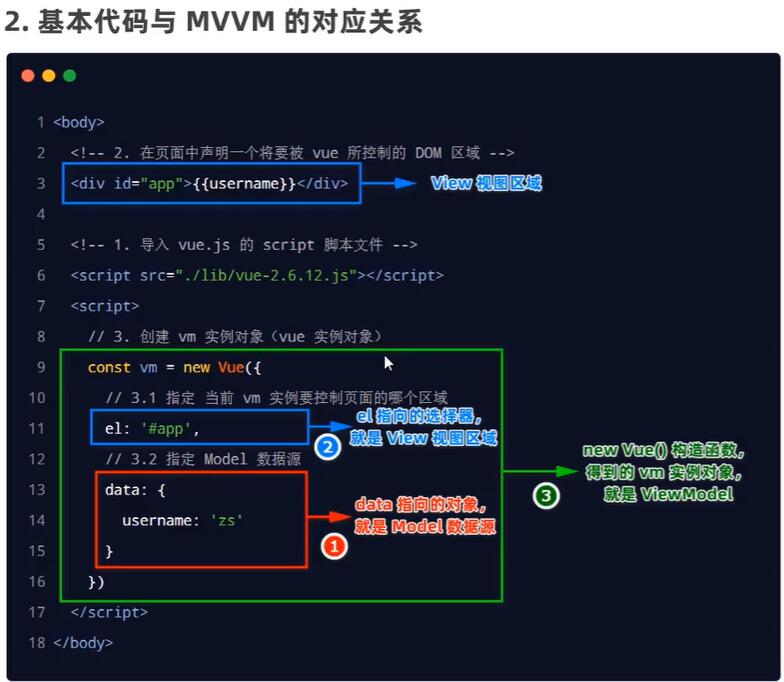 2. 基本代码与 MVVM 的对应关系
1 <body>
2 <!-- 2. 在页面中声明一个将要被 vue 所控制的 DOM 区域 -->
3 <div id="app">{{username}}</div>
View 视图区域
4
5 <!-- 1. 导入 vue.js 的 script 脚本文件 -->
6 <script src="./lib/vue-2.6.12.js"></script>
7 <script>
8 // 3. 创建 vm 实例对象（vue 实例对象）
9 const vm = new Vue({
10 // 3.1 指定 当前 vm 实例要控制页面的哪个区域
11 el: '#app',
② el 指向的选择器，
就是 View 视图区域
12 // 3.2 指定 Model 数据源
13 data: {
14 username: 'zs'
15 }
① data 指向的对象，
就是 Model 数据源
16 })
③ new Vue() 构造函数，
得到的 vm 实例对象，
就是 ViewModel
17 </script>
18 </body>